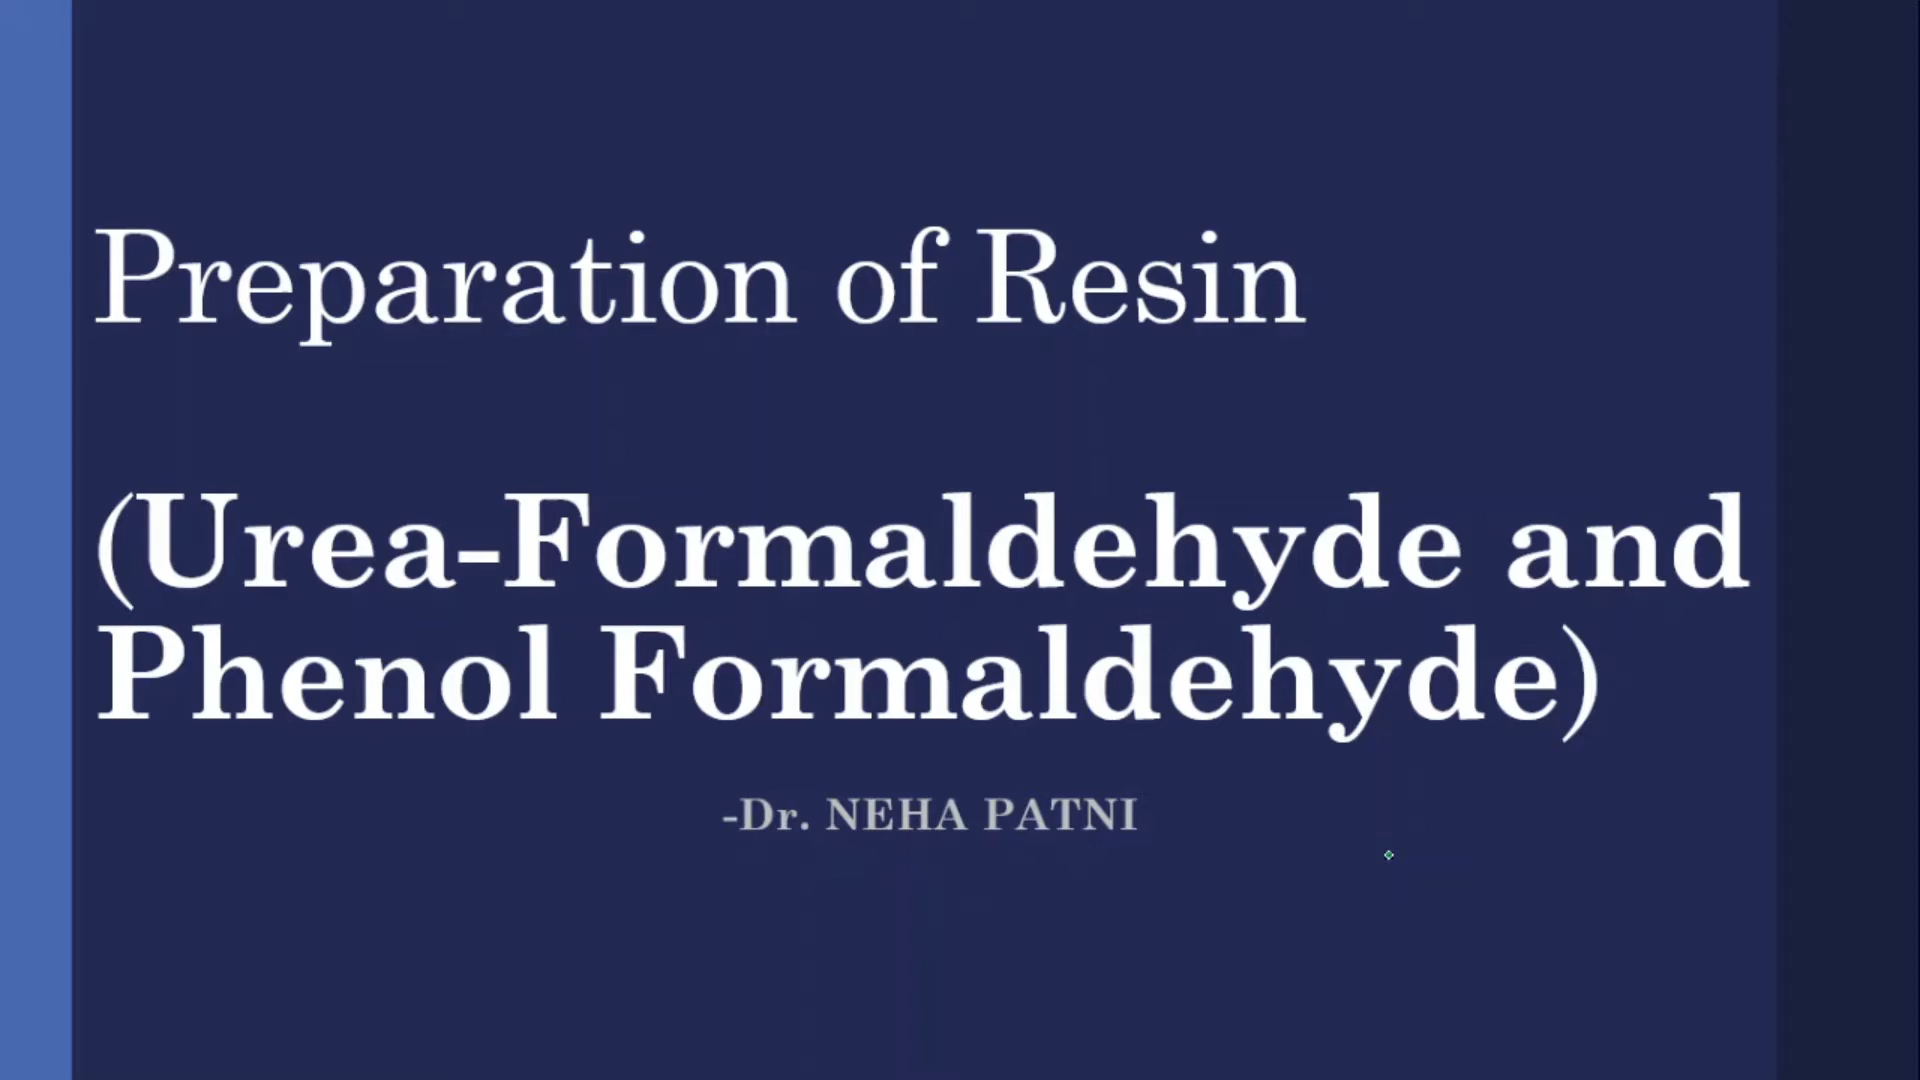 Preparation of Resin
(Urea-Formaldehyde and
Phenol Formaldehyde)
-Dr. NEHA PATNI